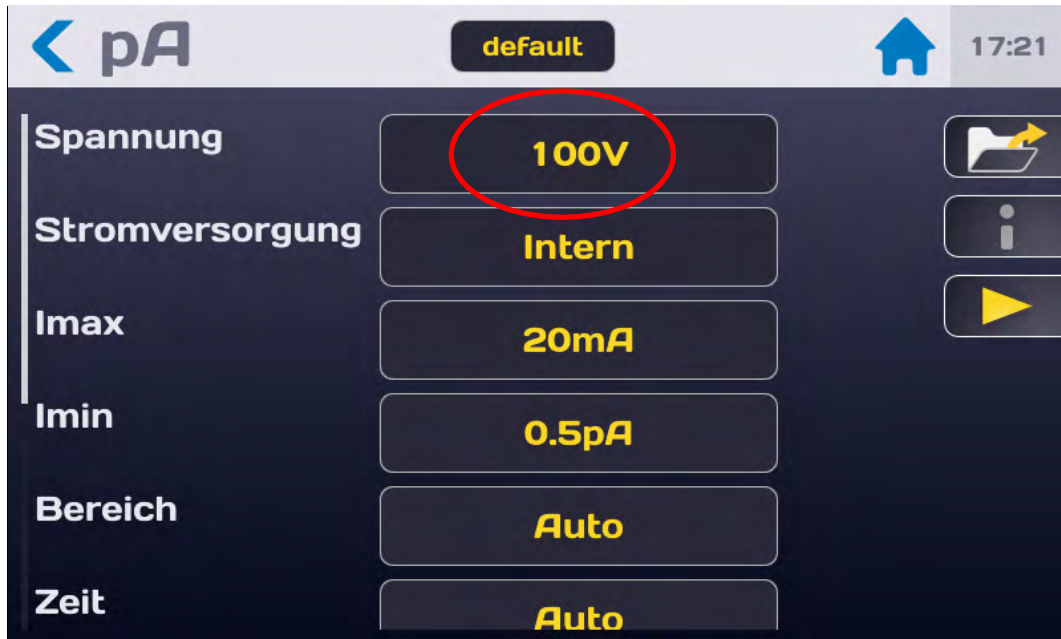 pA
default
17:21
Spannung
100V
Stromversorgung
Intern
Imax
20mA
Imin
0.5pA
Bereich
Auto
Zeit
Auto